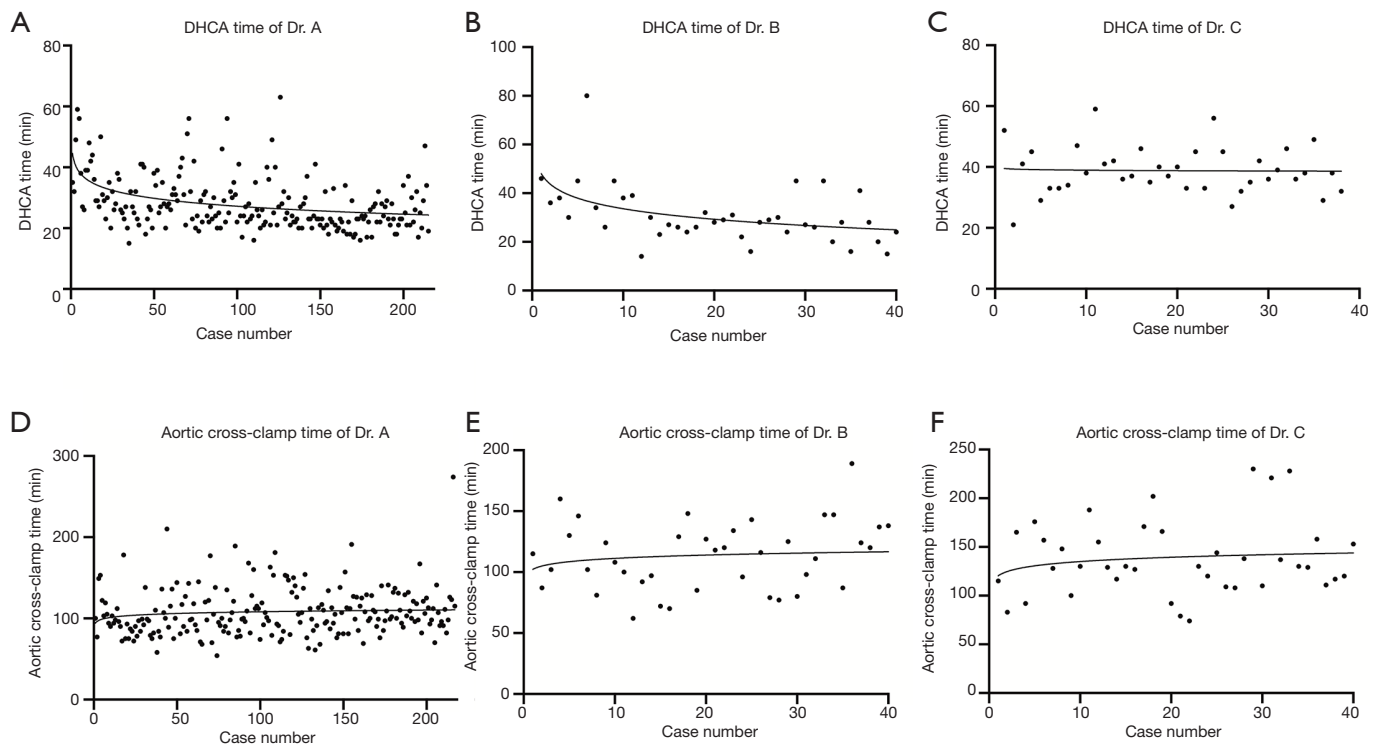 A
DHCA time of Dr. A
DHCA time (min)
80
60
40
20
0
0
50
100
150
200
Case number
B
DHCA time of Dr. B
DHCA time (min)
100
80
60
40
20
0
0
10
20
30
40
Case number
C
DHCA time of Dr. C
DHCA time (min)
80
60
40
20
0
0
10
20
30
40
Case number
D
Aortic cross-clamp time of Dr. A
Aortic cross-clamp time (min)
300
200
100
0
0
50
100
150
200
Case number
E
Aortic cross-clamp time of Dr. B
Aortic cross-clamp time (min)
200
150
100
50
0
0
10
20
30
40
Case number
F
Aortic cross-clamp time of Dr. C
Aortic cross-clamp time (min)
250
200
150
100
50
0
0
10
20
30
40
Case number